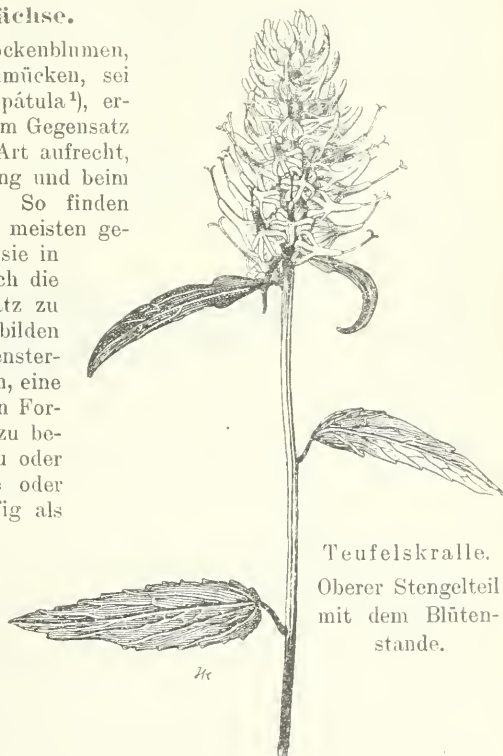 ächse.
ockenblumen,
mücken, sei
pátula¹), er-
m Gegensatz
Art aufrecht,
ng und beim
So finden
meisten ge-
sie in
ch die
atz zu
bilden
enster-
n, eine
n For-
zu be-
u oder
oder
fig als
Teufelskralle.
Oberer Stengelteil
mit dem Blüten-
stande.